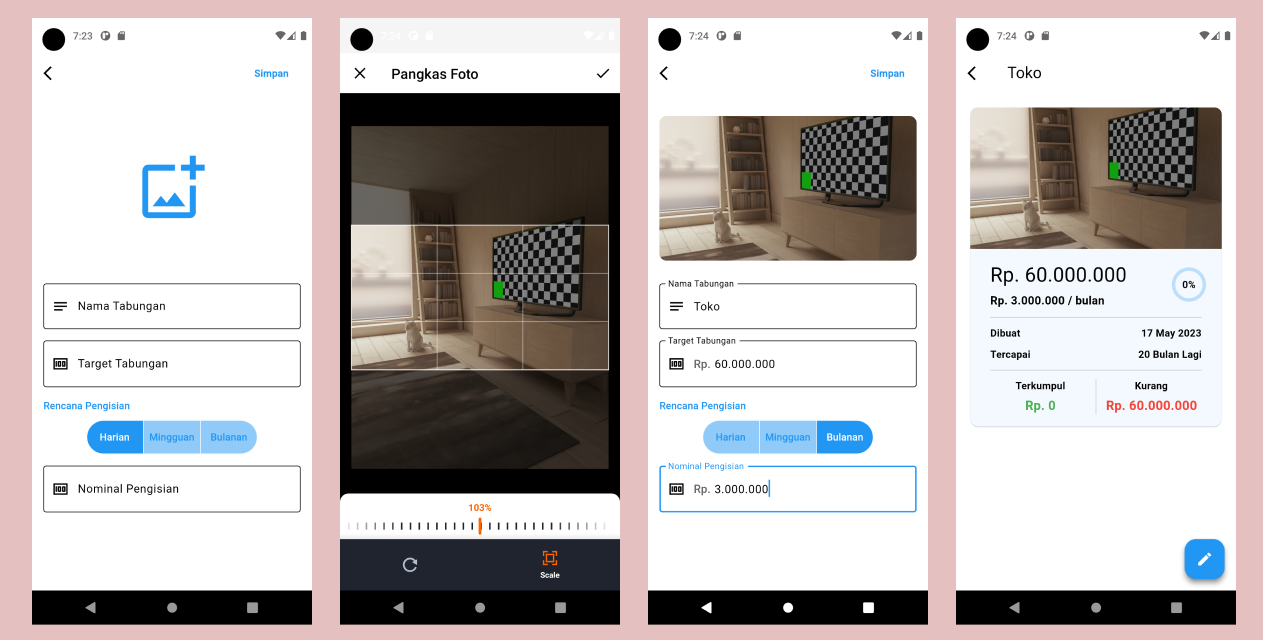 7:23
Simpan
Nama Tabungan
Target Tabungan
Rencana Pengisian
Harian Mingguan Bulanan
Nominal Pengisian
7:24
Pangkas Foto
103%
Scale
7:24
Simpan
Nama Tabungan
Toko
Target Tabungan
Rp. 60.000.000
Rencana Pengisian
Harian Mingguan Bulanan
Nominal Pengisian
Rp. 3.000.000
7:24
Toko
Rp. 60.000.000
0%
Rp. 3.000.000 / bulan
Dibuat 17 May 2023
Tercapai 20 Bulan Lagi
Terkumpul Kurang
Rp. 0 Rp. 60.000.000